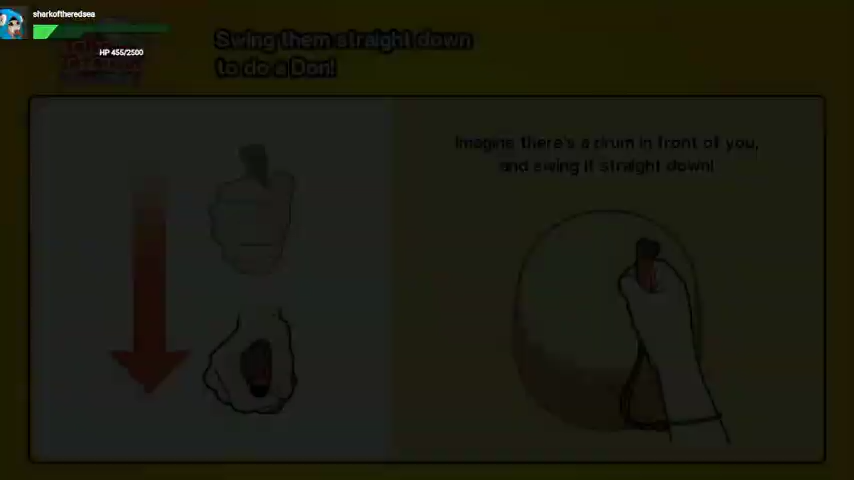 sharkoftheredsea
HP 455/2500
Swing them straight down
to do a Don!
Imagine there's a drum in front of you,
and swing it straight down!